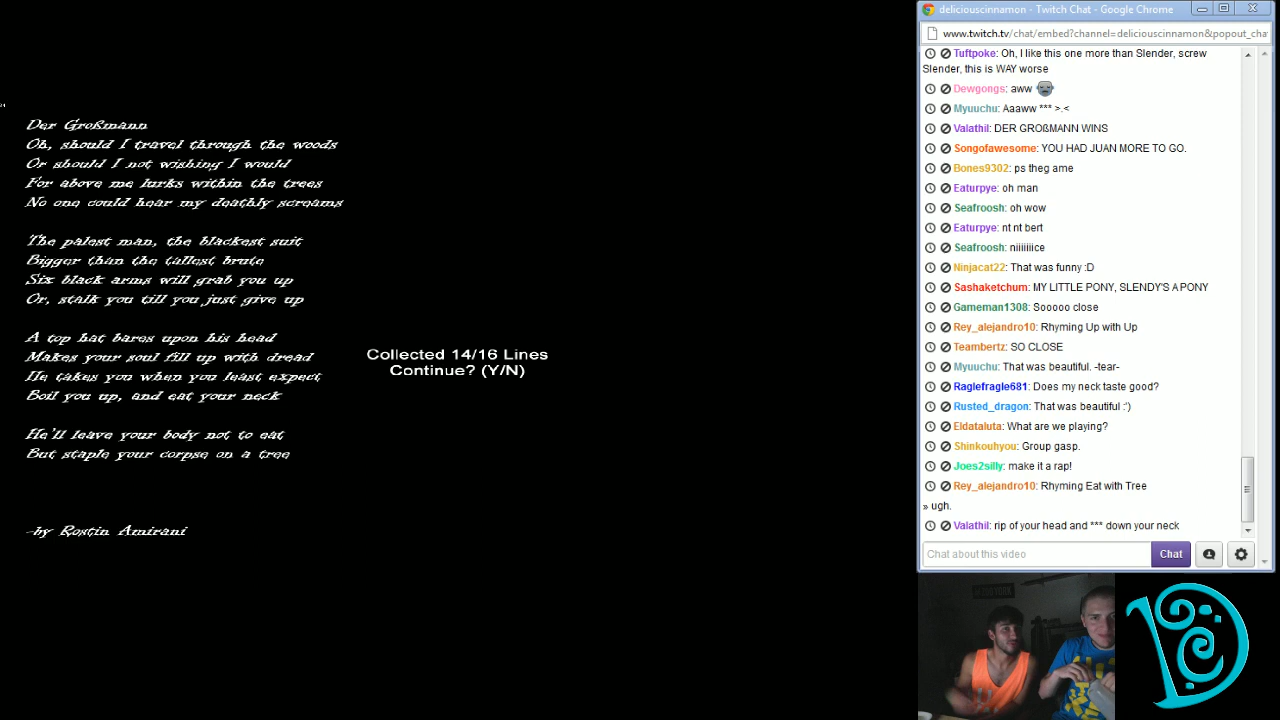 Der Großmann
Oh, should I travel through the woods
Or should I not wishing I would
For above me lurks within the trees
No one could hear my deathly screams
The palest man, the blackest suit
Bigger than the tallest brute
Six black arms will grab you up
Or, stalk you till you just give up
A top hat bares upon his head
Makes your soul fill up with dread
He takes you when you least expect
Boil you up, and eat your neck
He'll leave your body not to eat
But staple your corpse on a tree
-by Rostin Amirani
Collected 14/16 Lines
Continue? (Y/N)
deliciouscinnamon - Twitch Chat - Google Chrome
www.twitch.tv/chat/embed?channel=deliciouscinnamon&popout_cha
Tuftpoke: Oh, I like this one more than Slender, screw
Slender, this is WAY worse
Dewgongs: aww
Myuuchu: Aaaww *** >.<
Valathil: DER GROßMANN WINS
Songofawesome: YOU HAD JUAN MORE TO GO.
Bones9302: ps theg ame
Eaturpye: oh man
Seafroosh: oh wow
Eaturpye: nt nt bert
Seafroosh: niiiiiiice
Ninjacat22: That was funny :D
Sashaketchum: MY LITTLE PONY, SLENDY'S A PONY
Gameman1308: Sooooo close
Rey_alejandro10: Rhyming Up with Up
Teambertz: SO CLOSE
Myuuchu: That was beautiful. -tear-
Raglefragle681: Does my neck taste good?
Rusted_dragon: That was beautiful :')
Eldataluta: What are we playing?
Shinkouhyou: Group gasp.
Joes2silly: make it a rap!
Rey_alejandro10: Rhyming Eat with Tree
» ugh.
Valathil: rip of your head and *** down your neck
Chat about this video
Chat